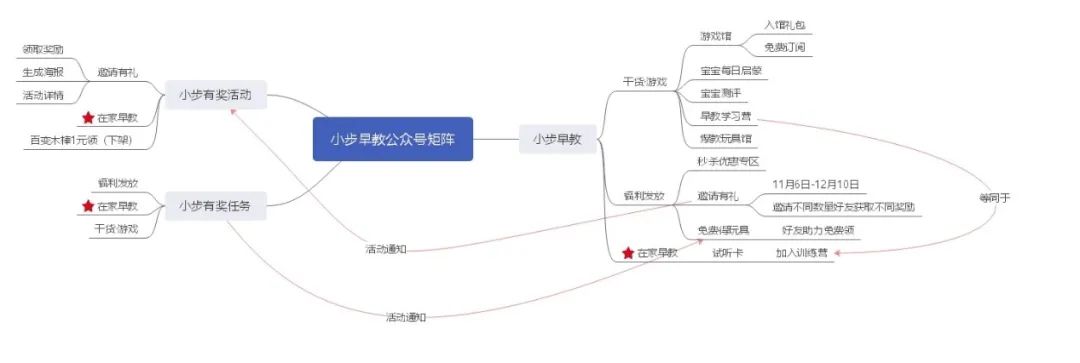 小步早教公众号矩阵
小步有奖活动
邀请有礼
领取奖励
生成海报
活动详情
在家早教
百变木棒1元领（下架）
小步有奖任务
福利发放
在家早教
干货·游戏
小步早教
干货·游戏
游戏馆
入馆礼包
免费订阅
宝宝每日启蒙
宝宝测评
早教学习营
爆款玩具馆
福利发放
秒杀优惠专区
邀请有礼
11月6日-12月10日
邀请不同数量好友获取不同奖励
免费得玩具
好友助力免费领
在家早教
试听卡
加入训练营
等同于
活动通知
活动通知